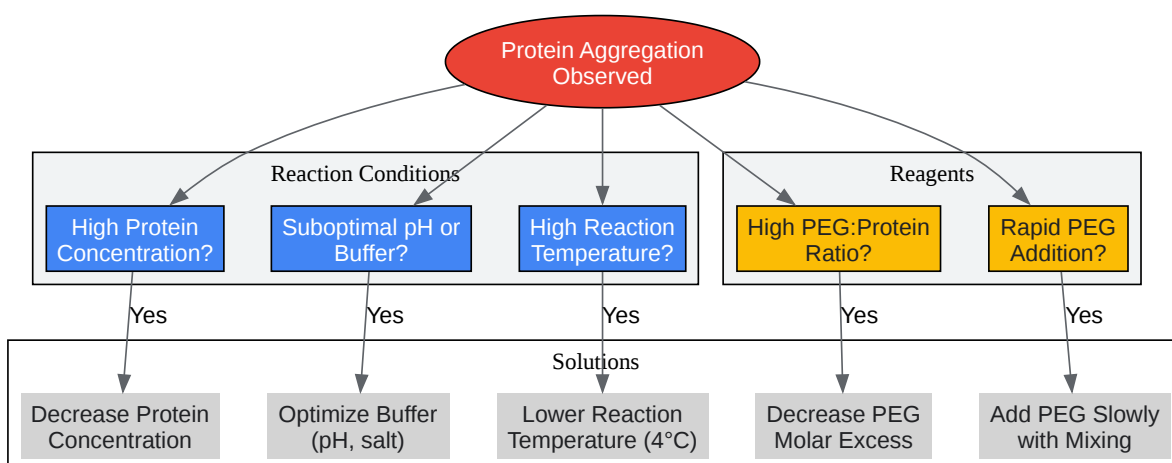 Protein Aggregation
Observed
Reaction Conditions
Reagents
High Protein
Concentration?
Suboptimal pH or
Buffer?
High Reaction
Temperature?
High PEG:Protein
Ratio?
Rapid PEG
Addition?
Yes
Yes
Yes
Yes
Yes
Solutions
Decrease Protein
Concentration
Optimize Buffer
(pH, salt)
Lower Reaction
Temperature (4°C)
Decrease PEG
Molar Excess
Add PEG Slowly
with Mixing